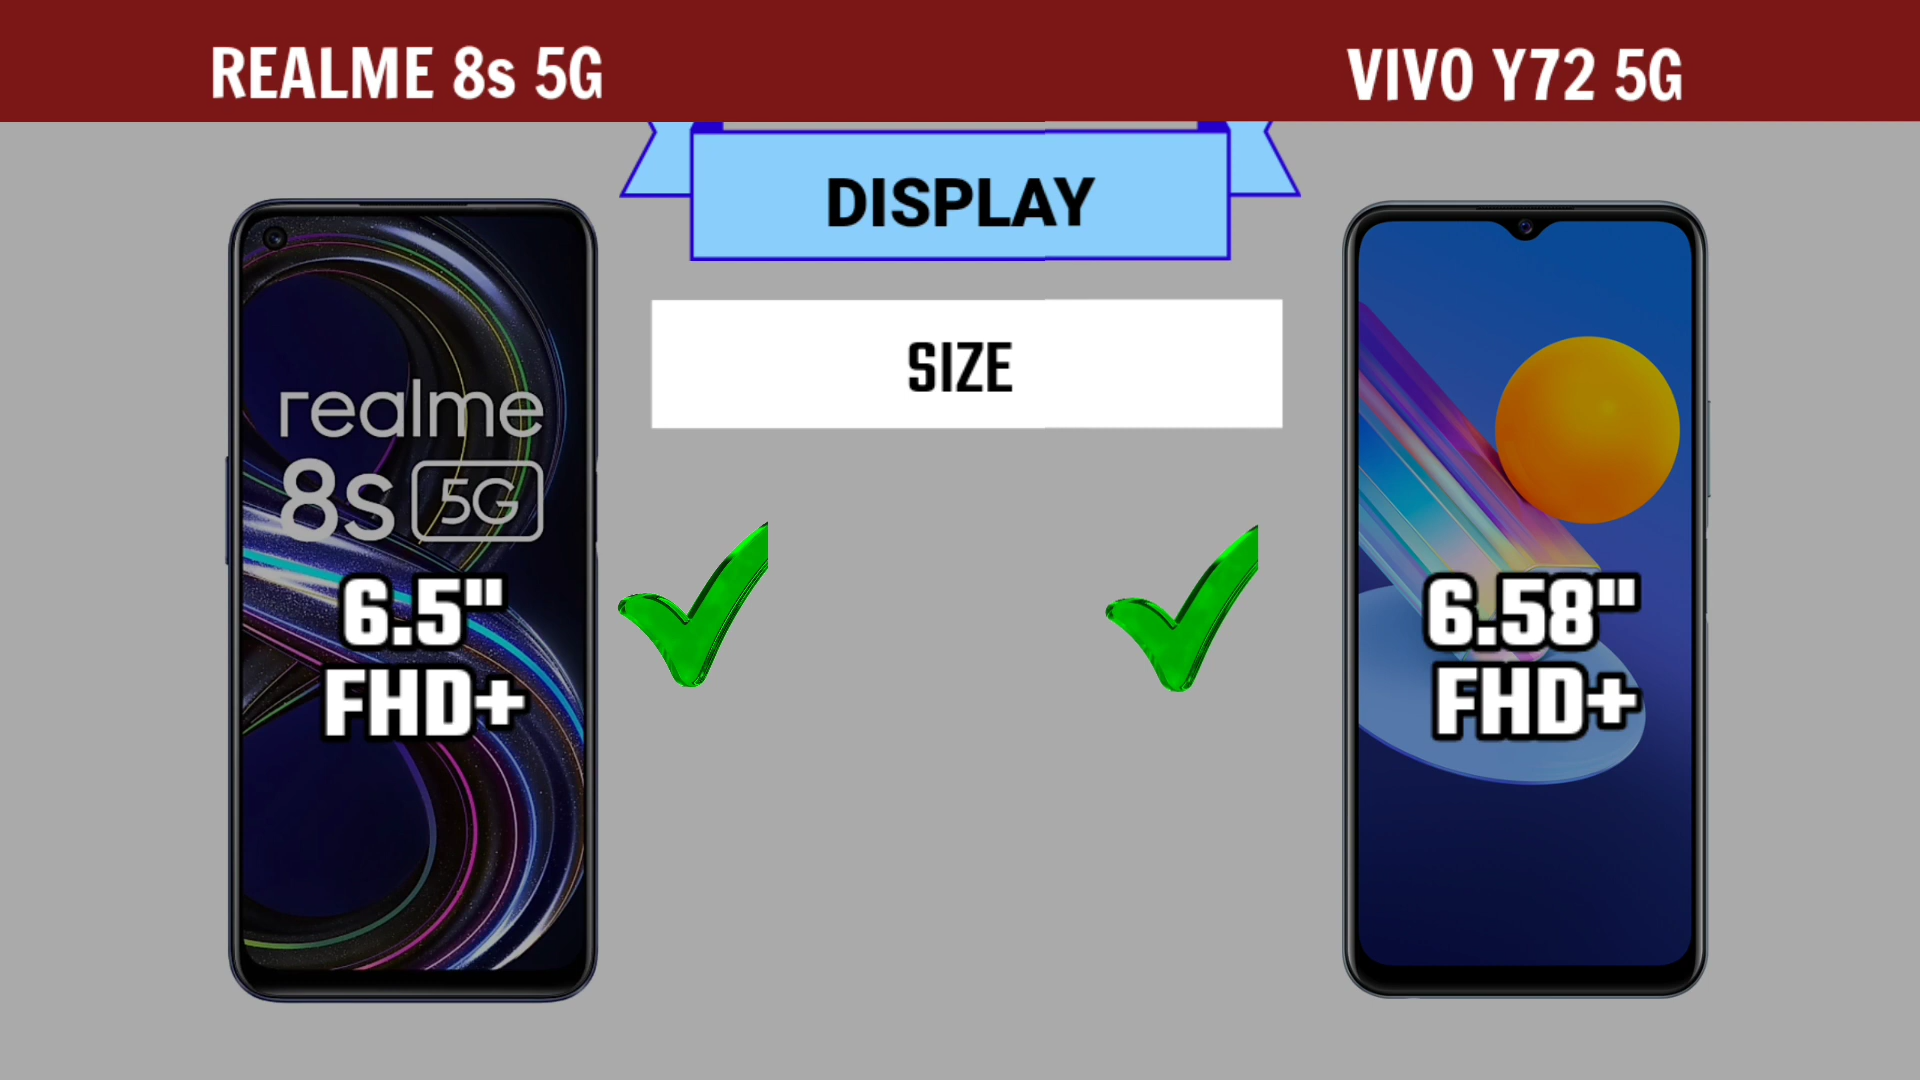 REALME 8s 5G
VIVO Y72 5G
DISPLAY
SIZE
realme
8s 5G
6.5"
FHD+
6.58"
FHD+